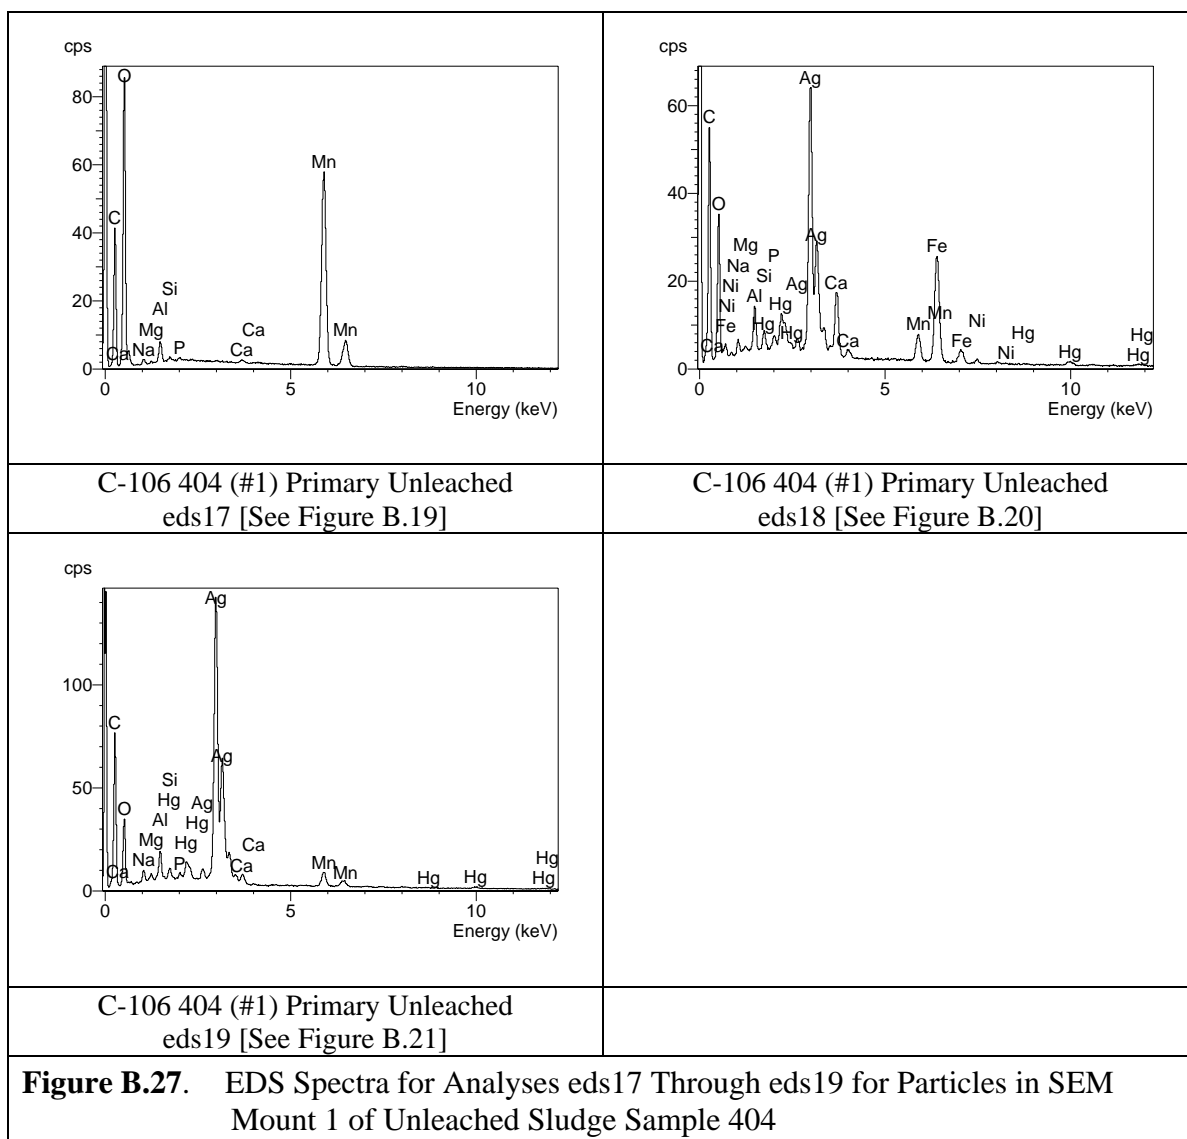 cps
O
80
Mn
60
C
40
Si
Al
20
Mg
Ca
Mn
Ca Na P Ca
0
0 5 10
Energy (keV)
C-106 404 (#1) Primary Unleached
eds17 [See Figure B.19]
cps
Ag
60
C
40
O
Mg P Ag Fe
Na Si Ag
Ni Hg Ca
20
Ni Al
Fe Hg Hg Mn Mn Ni Hg Hg
Ca Ca Fe Ni Hg Hg
0
0 5 10
Energy (keV)
C-106 404 (#1) Primary Unleached
eds18 [See Figure B.20]
cps
Ag
100
C
Ag
50
Si
Hg Ag
O Al Hg
Mg Hg Ca
Na P Ca Mn Hg
Ca Mn Hg Hg Hg
0
0 5 10
Energy (keV)
C-106 404 (#1) Primary Unleached
eds19 [See Figure B.21]
Figure B.27. EDS Spectra for Analyses eds17 Through eds19 for Particles in SEM
Mount 1 of Unleached Sludge Sample 404